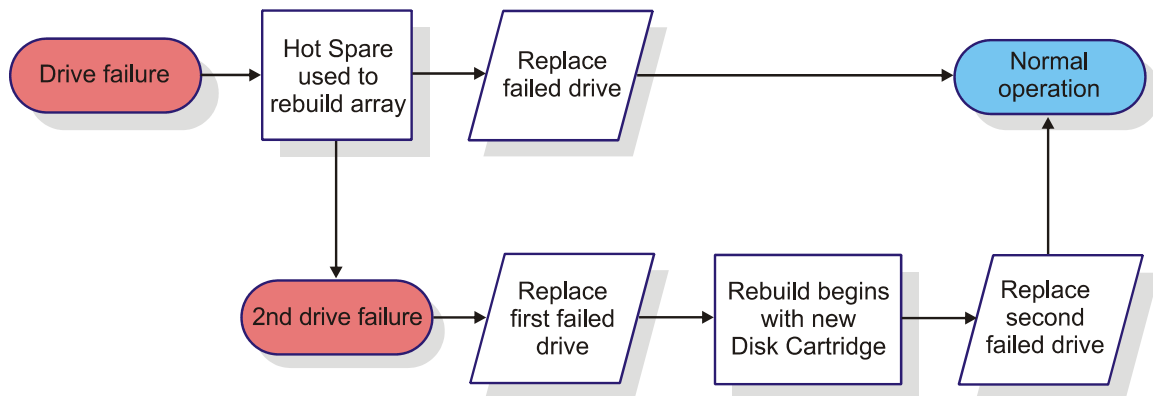 Drive failure
Hot Spare
used to
rebuild array
Replace
failed drive
Normal
operation
2nd drive failure
Replace
first failed
drive
Rebuild begins
with new
Disk Cartridge
Replace
second
failed drive